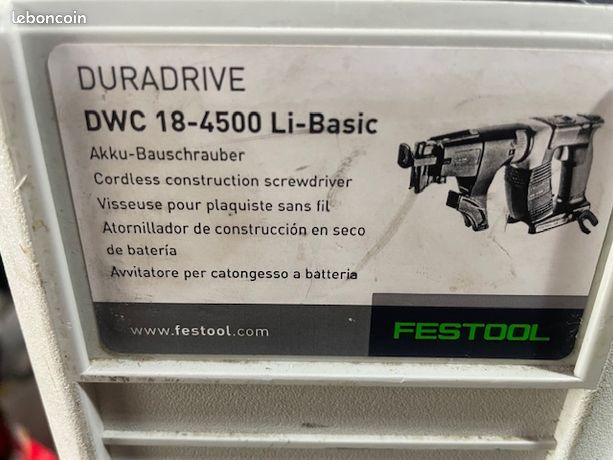 leboncoin
DURADRIVE
DWC 18-4500 Li-Basic
Akku-Bauschrauber
Cordless construction screwdriver
Visseuse pour plaquiste sans fil
Atornillador de construcción en seco
de batería
Avvitatore per catongesso a batteria
www.festool.com
FESTOOL